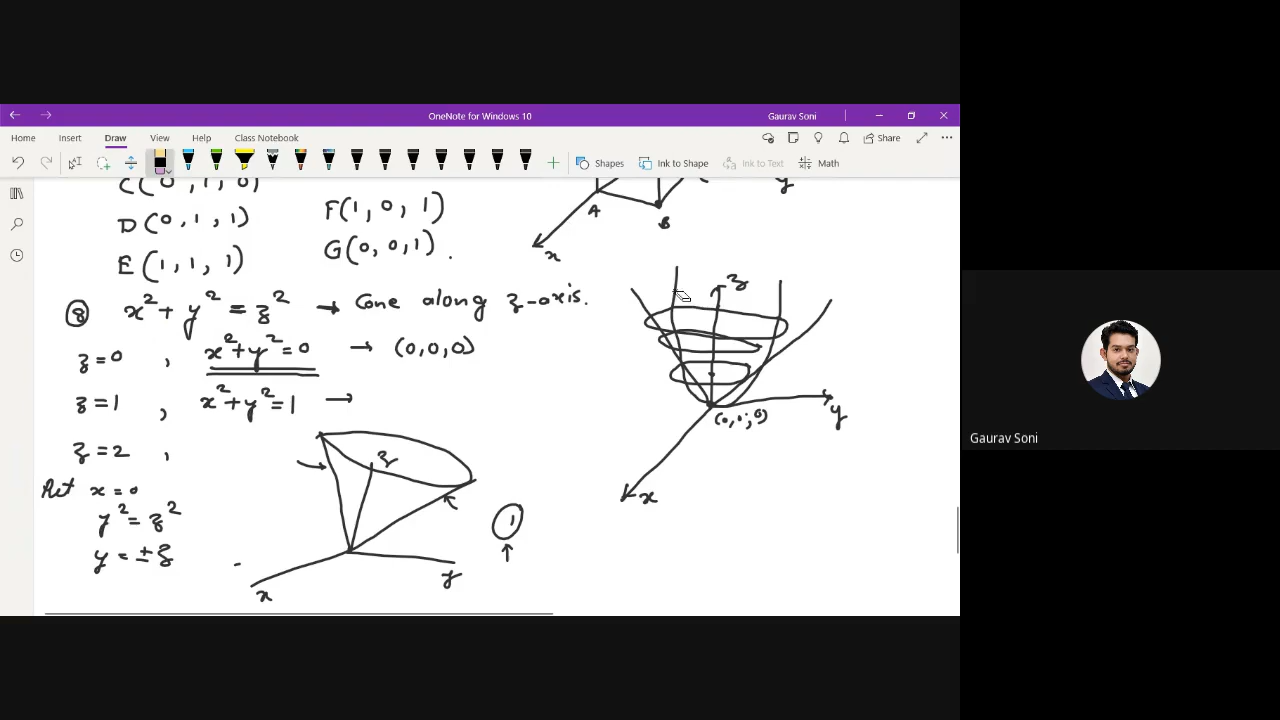 OneNote for Windows 10
Gaurav Soni
Home Insert Draw View Help Class Notebook
Share
Shapes Ink to Shape Ink to Text Math
C(0, 1, 0)
D(0, 1, 1)
E(1, 1, 1)
F(1, 0, 1)
G(0, 0, 1).
A
B
x
y
⑧ x² + y² = z² → Cone along z-axis.
z=0 , x²+y²=0 → (0,0,0)
z=1 , x²+y²=1 →
z=2 ,
Put x=0
y² = z²
y = ±z
z
x
y
1
z
(0,0,0)
y
x
Gaurav Soni